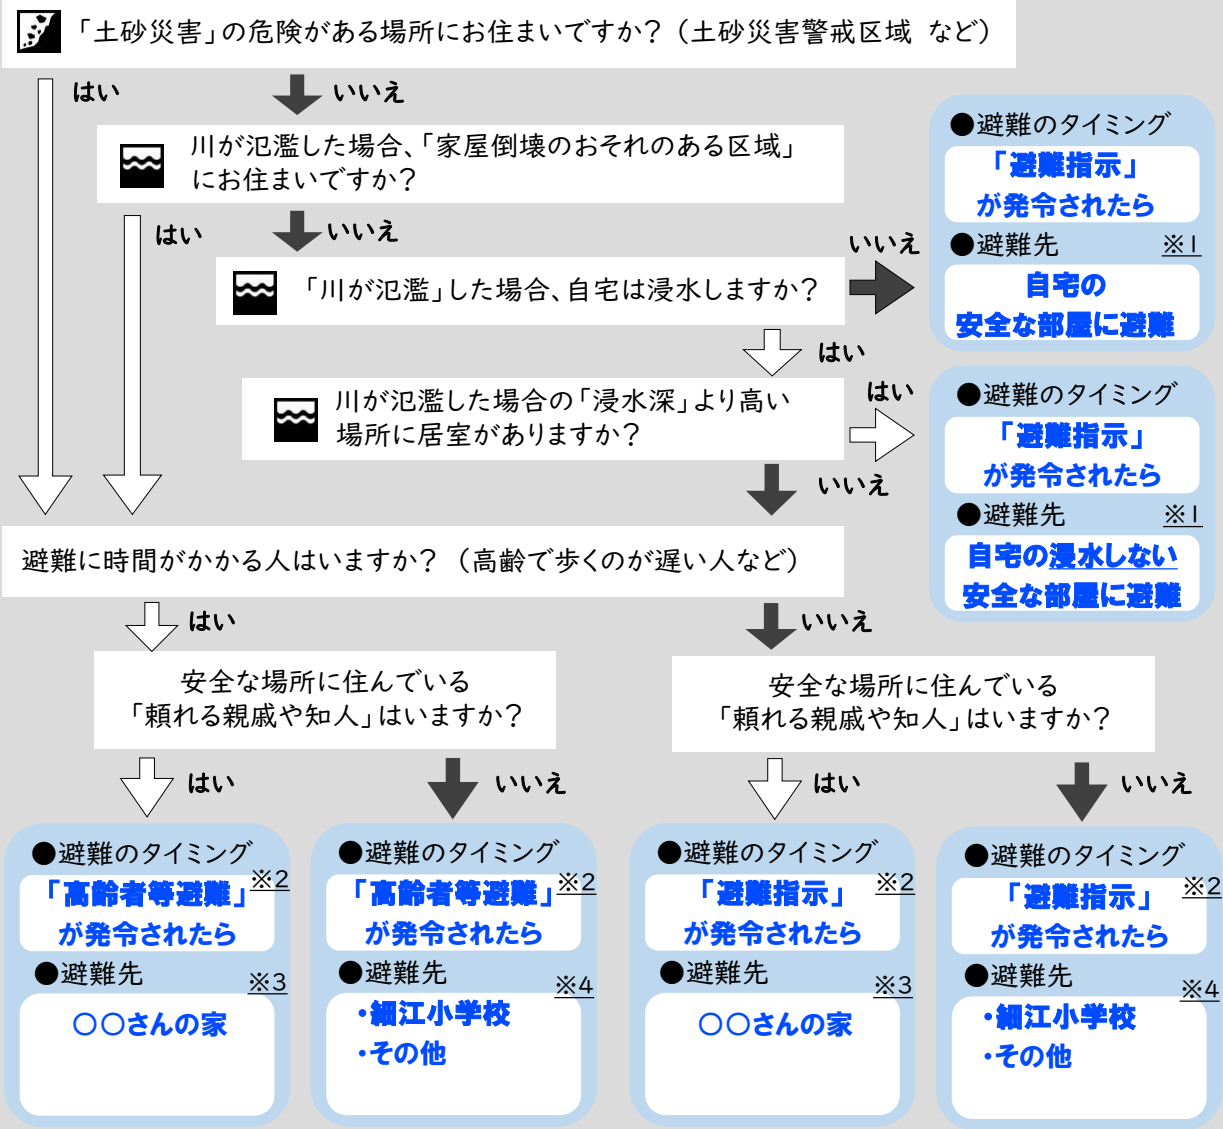 「土砂災害」の危険がある場所にお住まいですか？（土砂災害警戒区域 など）
はい
いいえ
川が氾濫した場合、「家屋倒壊のおそれのある区域」
にお住まいですか？
はい
いいえ
「川が氾濫」した場合、自宅は浸水しますか？
いいえ
はい
●避難のタイミング
「避難指示」
が発令されたら
●避難先 ※1
自宅の
安全な部屋に避難
川が氾濫した場合の「浸水深」より高い
場所に居室がありますか？
はい
いいえ
●避難のタイミング
「避難指示」
が発令されたら
●避難先 ※1
自宅の浸水しない
安全な部屋に避難
避難に時間がかかる人はいますか？（高齢で歩くのが遅い人など）
はい
いいえ
安全な場所に住んでいる
「頼れる親戚や知人」はいますか？
はい
いいえ
安全な場所に住んでいる
「頼れる親戚や知人」はいますか？
はい
いいえ
●避難のタイミング
「高齢者等避難」※2
が発令されたら
●避難先 ※3
○○さんの家
●避難のタイミング
「高齢者等避難」※2
が発令されたら
●避難先 ※4
・細江小学校
・その他
●避難のタイミング
「避難指示」 ※2
が発令されたら
●避難先 ※3
○○さんの家
●避難のタイミング
「避難指示」 ※2
が発令されたら
●避難先 ※4
・細江小学校
・その他